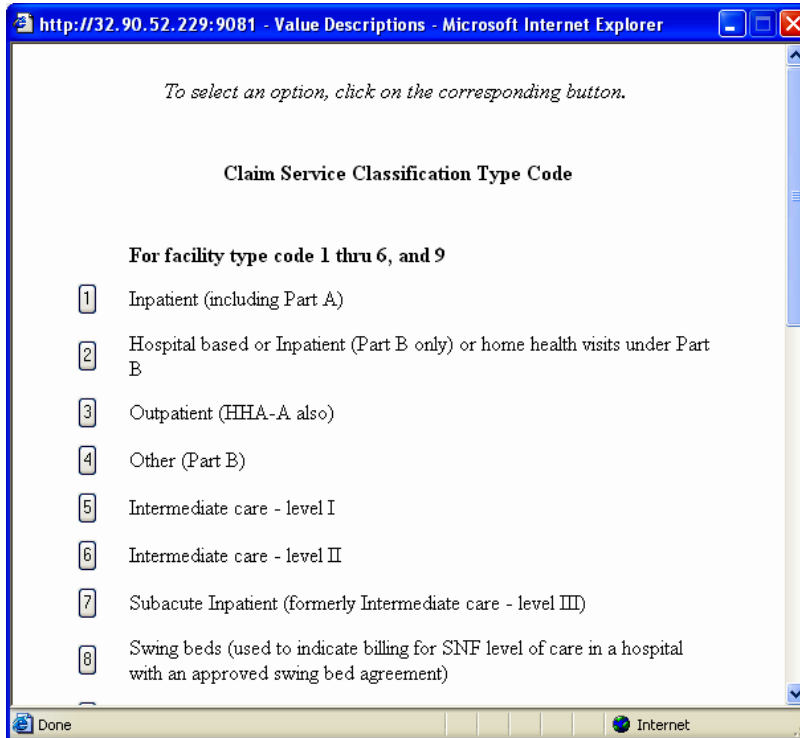 http://32.90.52.229:9081 - Value Descriptions - Microsoft Internet Explorer
To select an option, click on the corresponding button.
Claim Service Classification Type Code
For facility type code 1 thru 6, and 9
1 Inpatient (including Part A)
2 Hospital based or Inpatient (Part B only) or home health visits under Part
B
3 Outpatient (HHA-A also)
4 Other (Part B)
5 Intermediate care - level I
6 Intermediate care - level II
7 Subacute Inpatient (formerly Intermediate care - level III)
8 Swing beds (used to indicate billing for SNF level of care in a hospital
with an approved swing bed agreement)
Done Internet